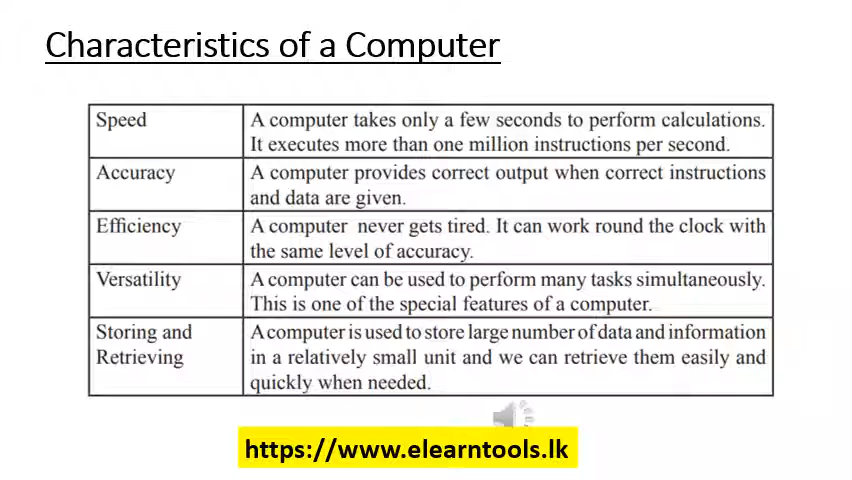 Characteristics of a Computer
Speed
A computer takes only a few seconds to perform calculations.
It executes more than one million instructions per second.
Accuracy
A computer provides correct output when correct instructions
and data are given.
Efficiency
A computer never gets tired. It can work round the clock with
the same level of accuracy.
Versatility
A computer can be used to perform many tasks simultaneously.
This is one of the special features of a computer.
Storing and
Retrieving
A computer is used to store large number of data and information
in a relatively small unit and we can retrieve them easily and
quickly when needed.
https://www.elearntools.lk